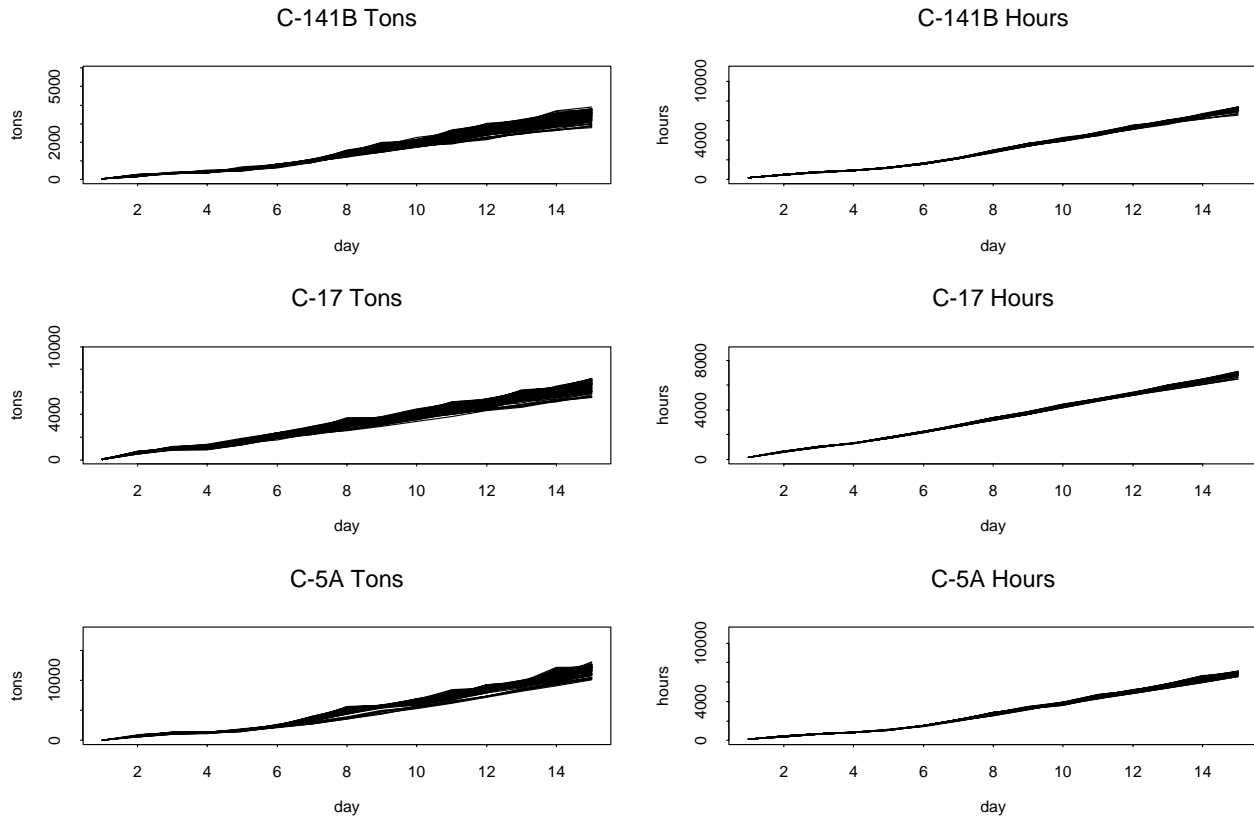 C-141B Tons
tons
0
2000
5000
2 4 6 8 10 12 14
day
C-141B Hours
hours
0
4000
10000
2 4 6 8 10 12 14
day
C-17 Tons
tons
0
4000
10000
2 4 6 8 10 12 14
day
C-17 Hours
hours
0
4000
8000
2 4 6 8 10 12 14
day
C-5A Tons
tons
0
10000
2 4 6 8 10 12 14
day
C-5A Hours
hours
0
4000
10000
2 4 6 8 10 12 14
day